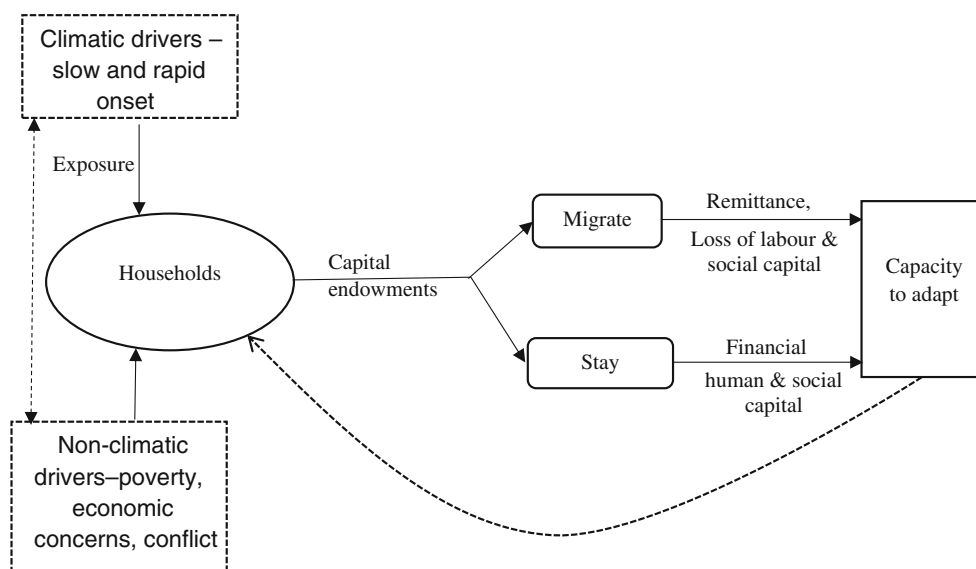 Climatic drivers –
slow and rapid
onset
Exposure
Households
Capital
endowments
Migrate
Remittance,
Loss of labour &
social capital
Capacity
to adapt
Stay
Financial
human & social
capital
Non-climatic
drivers–poverty,
economic
concerns, conflict